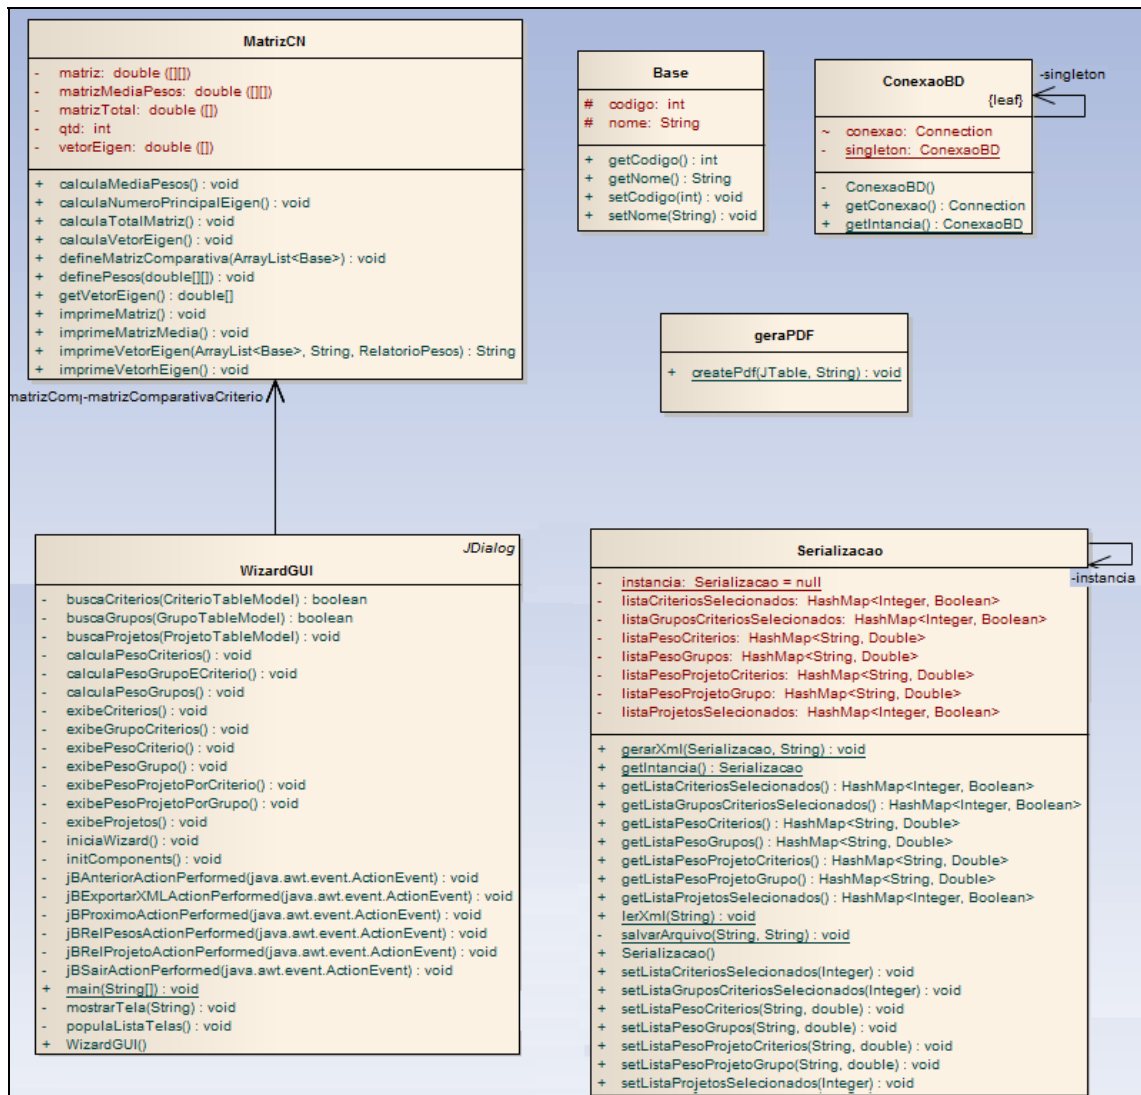 MatrizCN
- matriz: double ([][])
- matrizMediaPesos: double ([][])
- matrizTotal: double ([])
- qtd: int
- vetorEigen: double ([])
+ calculaMediaPesos() : void
+ calculaNumeroPrincipalEigen() : void
+ calculaTotalMatriz() : void
+ calculaVetorEigen() : void
+ defineMatrizComparativa(ArrayList<Base>) : void
+ definePesos(double[][]) : void
+ getVetorEigen() : double[]
+ imprimeMatriz() : void
+ imprimeMatrizMedia() : void
+ imprimeVetorEigen(ArrayList<Base>, String, RelatorioPesos) : String
+ imprimeVetorhEigen() : void
Base
# codigo: int
# nome: String
+ getCodigo() : int
+ getNome() : String
+ setCodigo(int) : void
+ setNome(String) : void
ConexaoBD
{leaf}
~ conexao: Connection
- singleton: ConexaoBD
- ConexaoBD()
+ getConexao() : Connection
+ getIntancia() : ConexaoBD
-singleton
geraPDF
+ createPdf(JTable, String) : void
-matrizComparativaCriterio
JDialog
WizardGUI
- buscaCriterios(CriterioTableModel) : boolean
- buscaGrupos(GrupoTableModel) : boolean
- buscaProjetos(ProjetoTableModel) : void
- calculaPesoCriterios() : void
- calculaPesoGrupoECriterio() : void
- calculaPesoGrupos() : void
- exibeCriterios() : void
- exibeGrupoCriterios() : void
- exibePesoCriterio() : void
- exibePesoGrupo() : void
- exibePesoProjetoPorCriterio() : void
- exibePesoProjetoPorGrupo() : void
- exibeProjetos() : void
- iniciaWizard() : void
- initComponents() : void
- jBAnteriorActionPerformed(java.awt.event.ActionEvent) : void
- jBExportarXMLActionPerformed(java.awt.event.ActionEvent) : void
- jBProximoActionPerformed(java.awt.event.ActionEvent) : void
- jBRelPesosActionPerformed(java.awt.event.ActionEvent) : void
- jBRelProjetoActionPerformed(java.awt.event.ActionEvent) : void
- jBSairActionPerformed(java.awt.event.ActionEvent) : void
+ main(String[]) : void
- mostrarTela(String) : void
- populaListaTelas() : void
+ WizardGUI()
Serializacao
- instancia: Serializacao = null
- listaCriteriosSelecionados: HashMap<Integer, Boolean>
- listaGruposCriteriosSelecionados: HashMap<Integer, Boolean>
- listaPesoCriterios: HashMap<String, Double>
- listaPesoGrupos: HashMap<String, Double>
- listaPesoProjetoCriterios: HashMap<String, Double>
- listaPesoProjetoGrupo: HashMap<String, Double>
- listaProjetosSelecionados: HashMap<Integer, Boolean>
+ gerarXml(Serializacao, String) : void
+ getIntancia() : Serializacao
+ getListaCriteriosSelecionados() : HashMap<Integer, Boolean>
+ getListaGruposCriteriosSelecionados() : HashMap<Integer, Boolean>
+ getListaPesoCriterios() : HashMap<String, Double>
+ getListaPesoGrupos() : HashMap<String, Double>
+ getListaPesoProjetoCriterios() : HashMap<String, Double>
+ getListaPesoProjetoGrupo() : HashMap<String, Double>
+ getListaProjetosSelecionados() : HashMap<Integer, Boolean>
+ lerXml(String) : void
- salvarArquivo(String, String) : void
+ Serializacao()
+ setListaCriteriosSelecionados(Integer) : void
+ setListaGruposCriteriosSelecionados(Integer) : void
+ setListaPesoCriterios(String, double) : void
+ setListaPesoGrupos(String, double) : void
+ setListaPesoProjetoCriterios(String, double) : void
+ setListaPesoProjetoGrupo(String, double) : void
+ setListaProjetosSelecionados(Integer) : void
-instancia